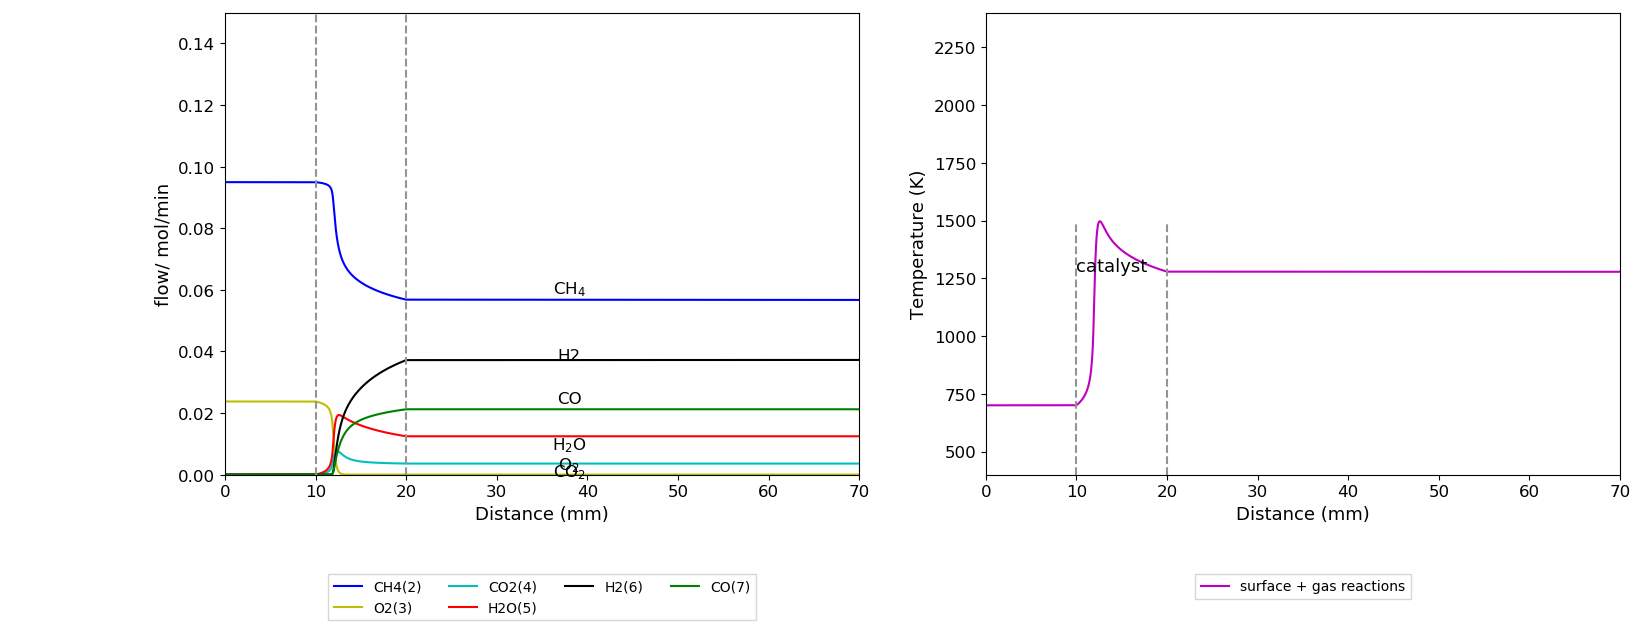 0.14
0.12
0.10
0.08
0.06
0.04
0.02
0.00
flow/ mol/min
CH₄
H2
CO
H₂O
O₂
CO₂
0 10 20 30 40 50 60 70
Distance (mm)
CH4(2) CO2(4) H2(6) CO(7)
O2(3) H2O(5)
2250
2000
1750
1500
1250
1000
750
500
Temperature (K)
catalyst
0 10 20 30 40 50 60 70
Distance (mm)
surface + gas reactions